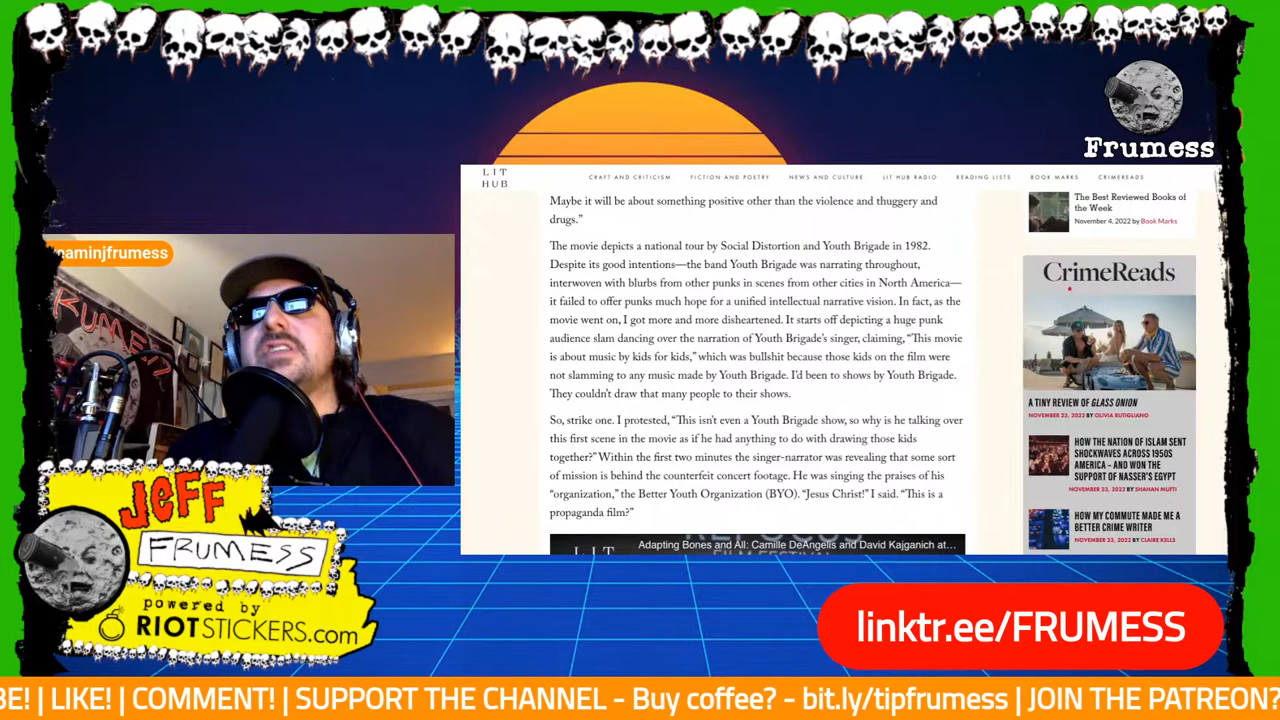 Frumess
LIT
HUB
CRAFT AND CRITICISM
FICTION AND POETRY
NEWS AND CULTURE
LIT HUB RADIO
READING LISTS
BOOK MARKS
CRIMEREADS
Maybe it will be about something positive other than the violence and thuggery and
drugs.”
The movie depicts a national tour by Social Distortion and Youth Brigade in 1982.
Despite its good intentions—the band Youth Brigade was narrating throughout,
interwoven with blurbs from other punks in scenes from other cities in North America—
it failed to offer punks much hope for a unified intellectual narrative vision. In fact, as the
movie went on, I got more and more disheartened. It starts off depicting a huge punk
audience slam dancing over the narration of Youth Brigade’s singer, claiming, “This movie
is about music by kids for kids,” which was bullshit because those kids on the film were
not slamming to any music made by Youth Brigade. I’d been to shows by Youth Brigade.
They couldn’t draw that many people to their shows.
So, strike one. I protested, “This isn’t even a Youth Brigade show, so why is he talking over
this first scene in the movie as if he had anything to do with drawing those kids
together?” Within the first two minutes the singer-narrator was revealing that some sort
of mission is behind the counterfeit concert footage. He was singing the praises of his
“organization,” the Better Youth Organization (BYO). “Jesus Christ!” I said. “This is a
propaganda film?”
LIT
Adapting Bones and All: Camille DeAngelis and David Kajganich at...
The Best Reviewed Books of
the Week
November 4, 2022 by Book Marks
CrimeReads
A TINY REVIEW OF GLASS ONION
NOVEMBER 23, 2022 BY OLIVIA RUTIGLIANO
HOW THE NATION OF ISLAM SENT
SHOCKWAVES ACROSS 1950S
AMERICA – AND WON THE
SUPPORT OF NASSER'S EGYPT
NOVEMBER 23, 2022 BY SHAHAN MUFTI
HOW MY COMMUTE MADE ME
A BETTER CRIME WRITER
NOVEMBER 23, 2022 BY CLAIRE KELLS
eaminjfrumess
RUMES
JEFF
FRUMESS
powered by
RIOTSTICKERS.com
linktr.ee/FRUMESS
BE! | LIKE! | COMMENT! | SUPPORT THE CHANNEL - Buy coffee? - bit.ly/tipfrumess | JOIN THE PATREON?